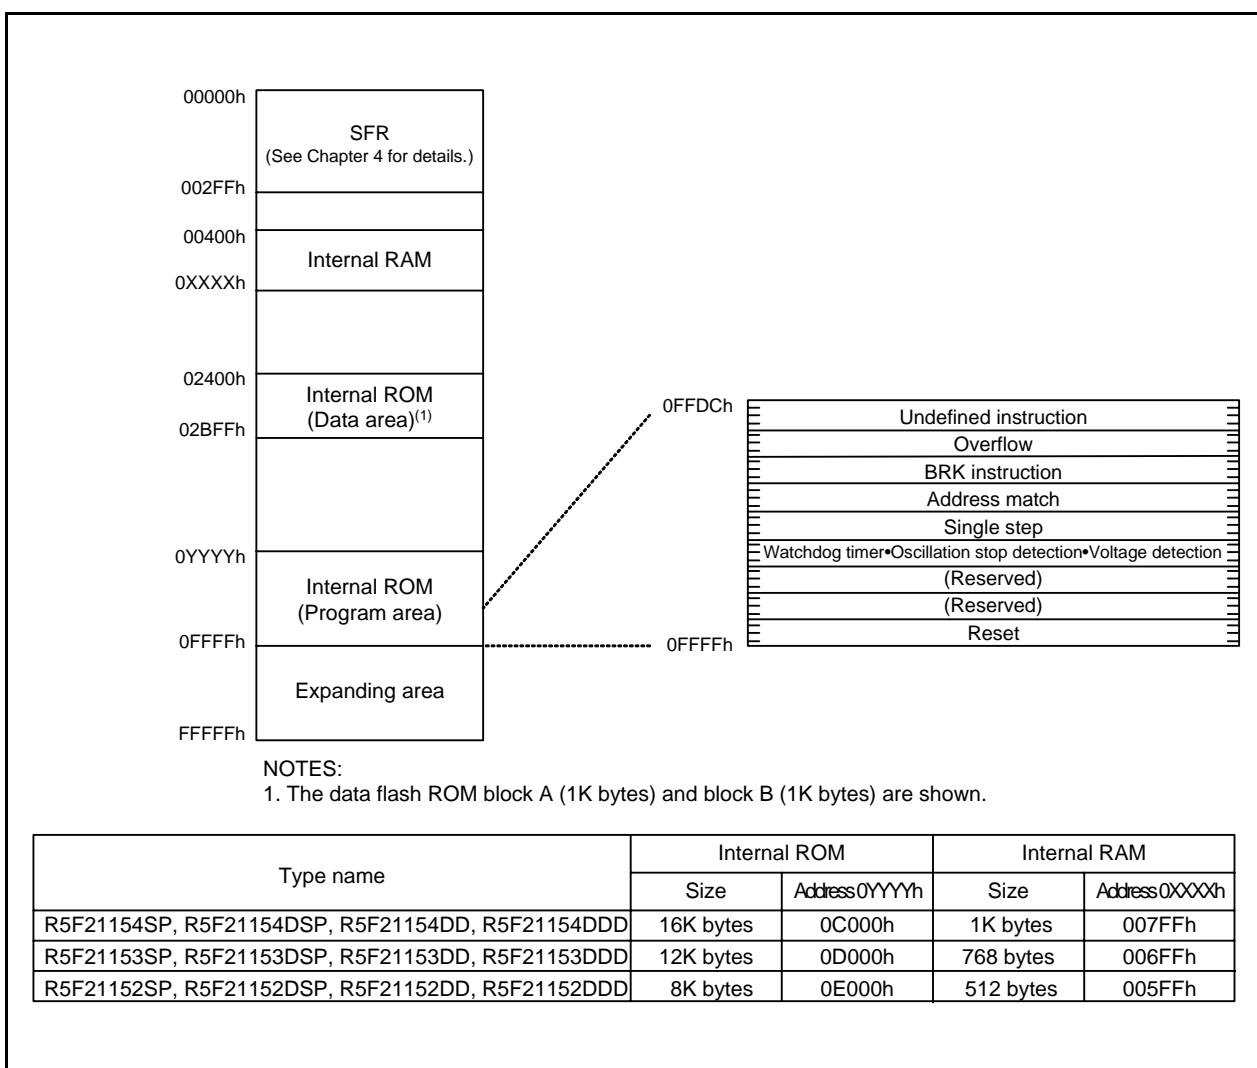 00000h
SFR
(See Chapter 4 for details.)
002FFh
00400h
Internal RAM
0XXXXh
02400h
Internal ROM
(Data area)(1)
02BFFh
0YYYYh
Internal ROM
(Program area)
0FFFFh
Expanding area
FFFFFh
0FFDCh
Undefined instruction
Overflow
BRK instruction
Address match
Single step
Watchdog timer•Oscillation stop detection•Voltage detection
(Reserved)
(Reserved)
Reset
0FFFFh
NOTES:
1. The data flash ROM block A (1K bytes) and block B (1K bytes) are shown.
Type name Internal ROM Internal RAM
Size Address 0YYYYh Size Address 0XXXXh
R5F21154SP, R5F21154DSP, R5F21154DD, R5F21154DDD 16K bytes 0C000h 1K bytes 007FFh
R5F21153SP, R5F21153DSP, R5F21153DD, R5F21153DDD 12K bytes 0D000h 768 bytes 006FFh
R5F21152SP, R5F21152DSP, R5F21152DD, R5F21152DDD 8K bytes 0E000h 512 bytes 005FFh